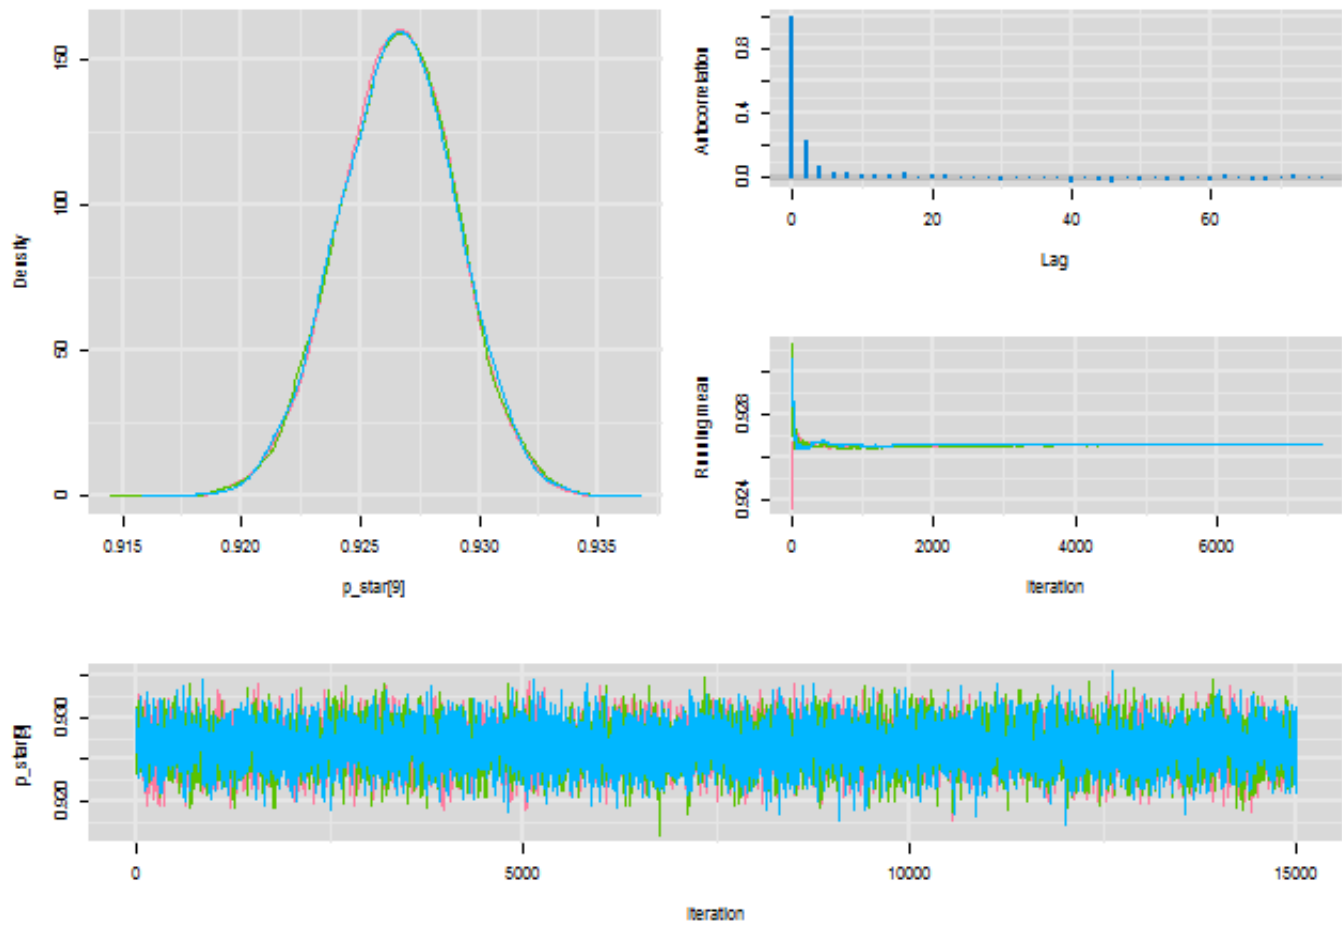 150
100
50
0
Density
0.915 0.920 0.925 0.930 0.935
p_star[9]
0.8
0.4
0.0
Autocorrelation
0 20 40 60
Lag
0.928
0.924
Running mean
0 2000 4000 6000
Iteration
0.930
0.920
p_star[9]
0 5000 10000 15000
Iteration